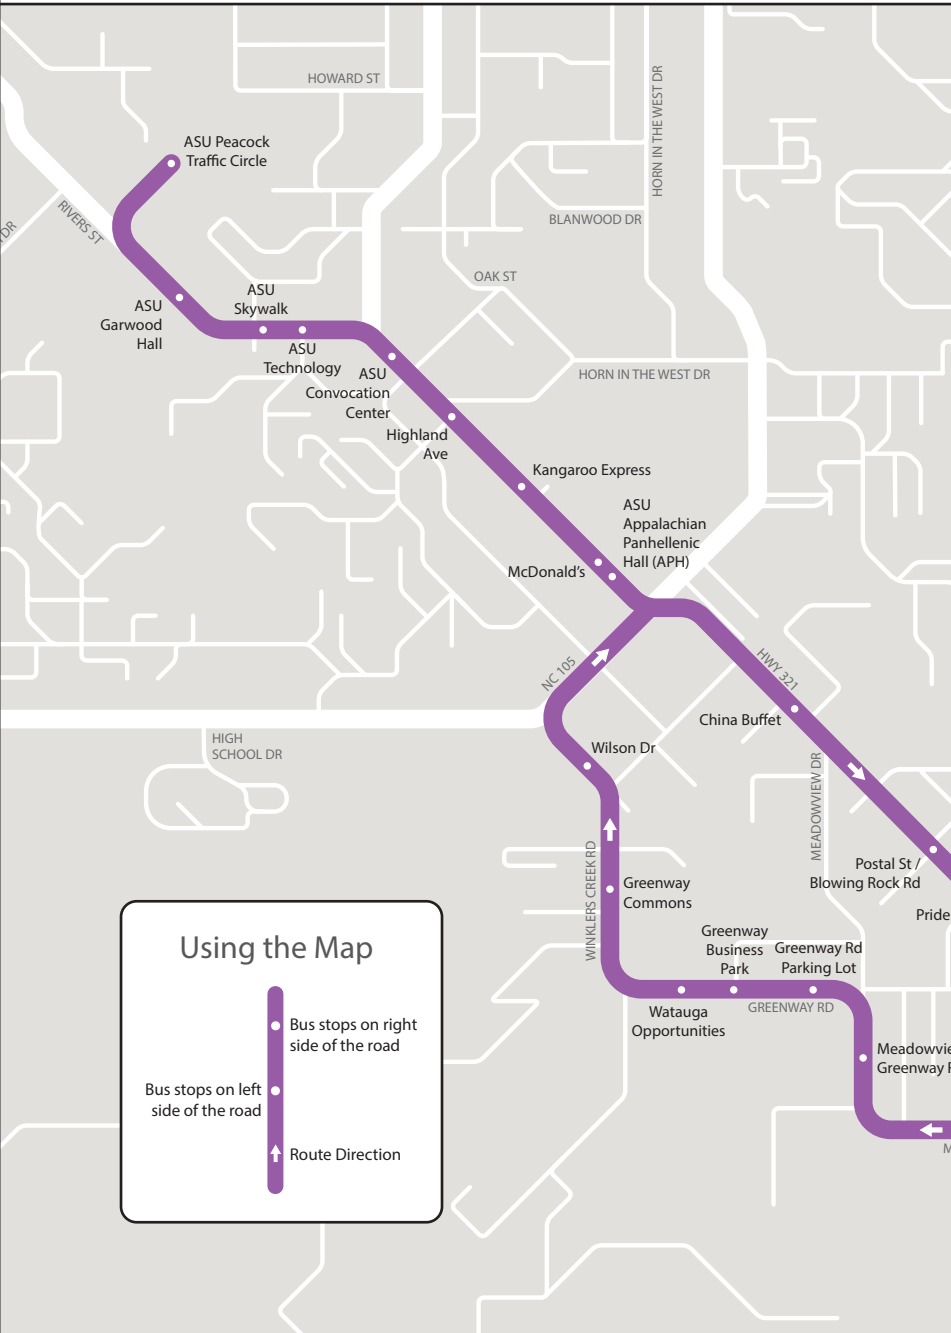 HOWARD ST
HORN IN THE WEST DR
ASU Peacock
Traffic Circle
RIVERS ST
DR
BLANWOOD DR
OAK ST
ASU
Skywalk
ASU
Garwood
Hall
ASU
Technology
ASU
Convocation
Center
HORN IN THE WEST DR
Highland
Ave
Kangaroo Express
ASU
Appalachian
Panhellenic
Hall (APH)
McDonald's
NC 105
HWY 321
China Buffet
HIGH
SCHOOL DR
Wilson Dr
MEADOWVIEW DR
Postal St /
Blowing Rock Rd
WINKLERS CREEK RD
Greenway
Commons
Pride
Greenway
Business
Park
Greenway Rd
Parking Lot
Watauga
Opportunities
GREENWAY RD
Meadowvie
Greenway R
M
Using the Map
Bus stops on right
side of the road
Bus stops on left
side of the road
Route Direction